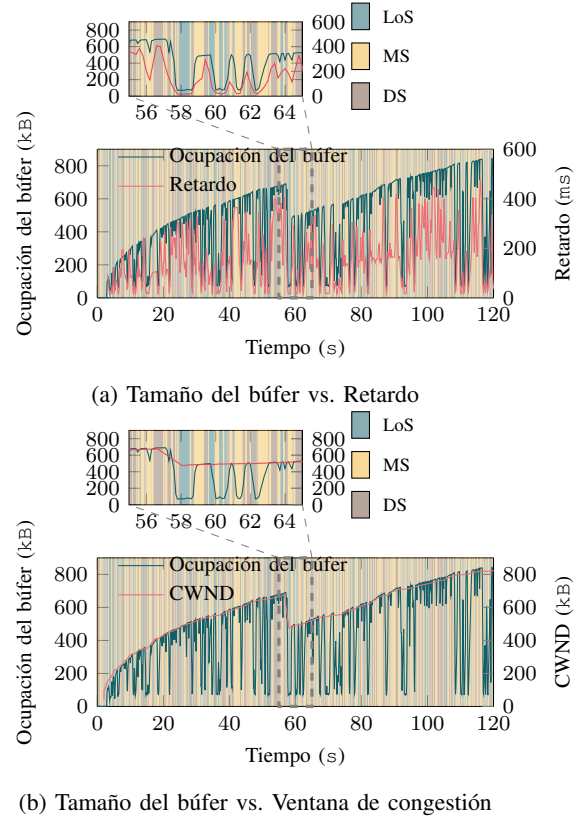 800
600
400
200
0
600
400
200
0
56 58 60 62 64
LoS
MS
DS
Ocupación del búfer (kB)
800
600
400
200
0
Ocupación del búfer
Retardo
600
400
200
0
Retardo (ms)
0 20 40 60 80 100 120
Tiempo (s)
(a) Tamaño del búfer vs. Retardo
800
600
400
200
0
800
600
400
200
0
56 58 60 62 64
LoS
MS
DS
Ocupación del búfer (kB)
800
600
400
200
0
Ocupación del búfer
CWND
800
600
400
200
0
CWND (kB)
0 20 40 60 80 100 120
Tiempo (s)
(b) Tamaño del búfer vs. Ventana de congestión